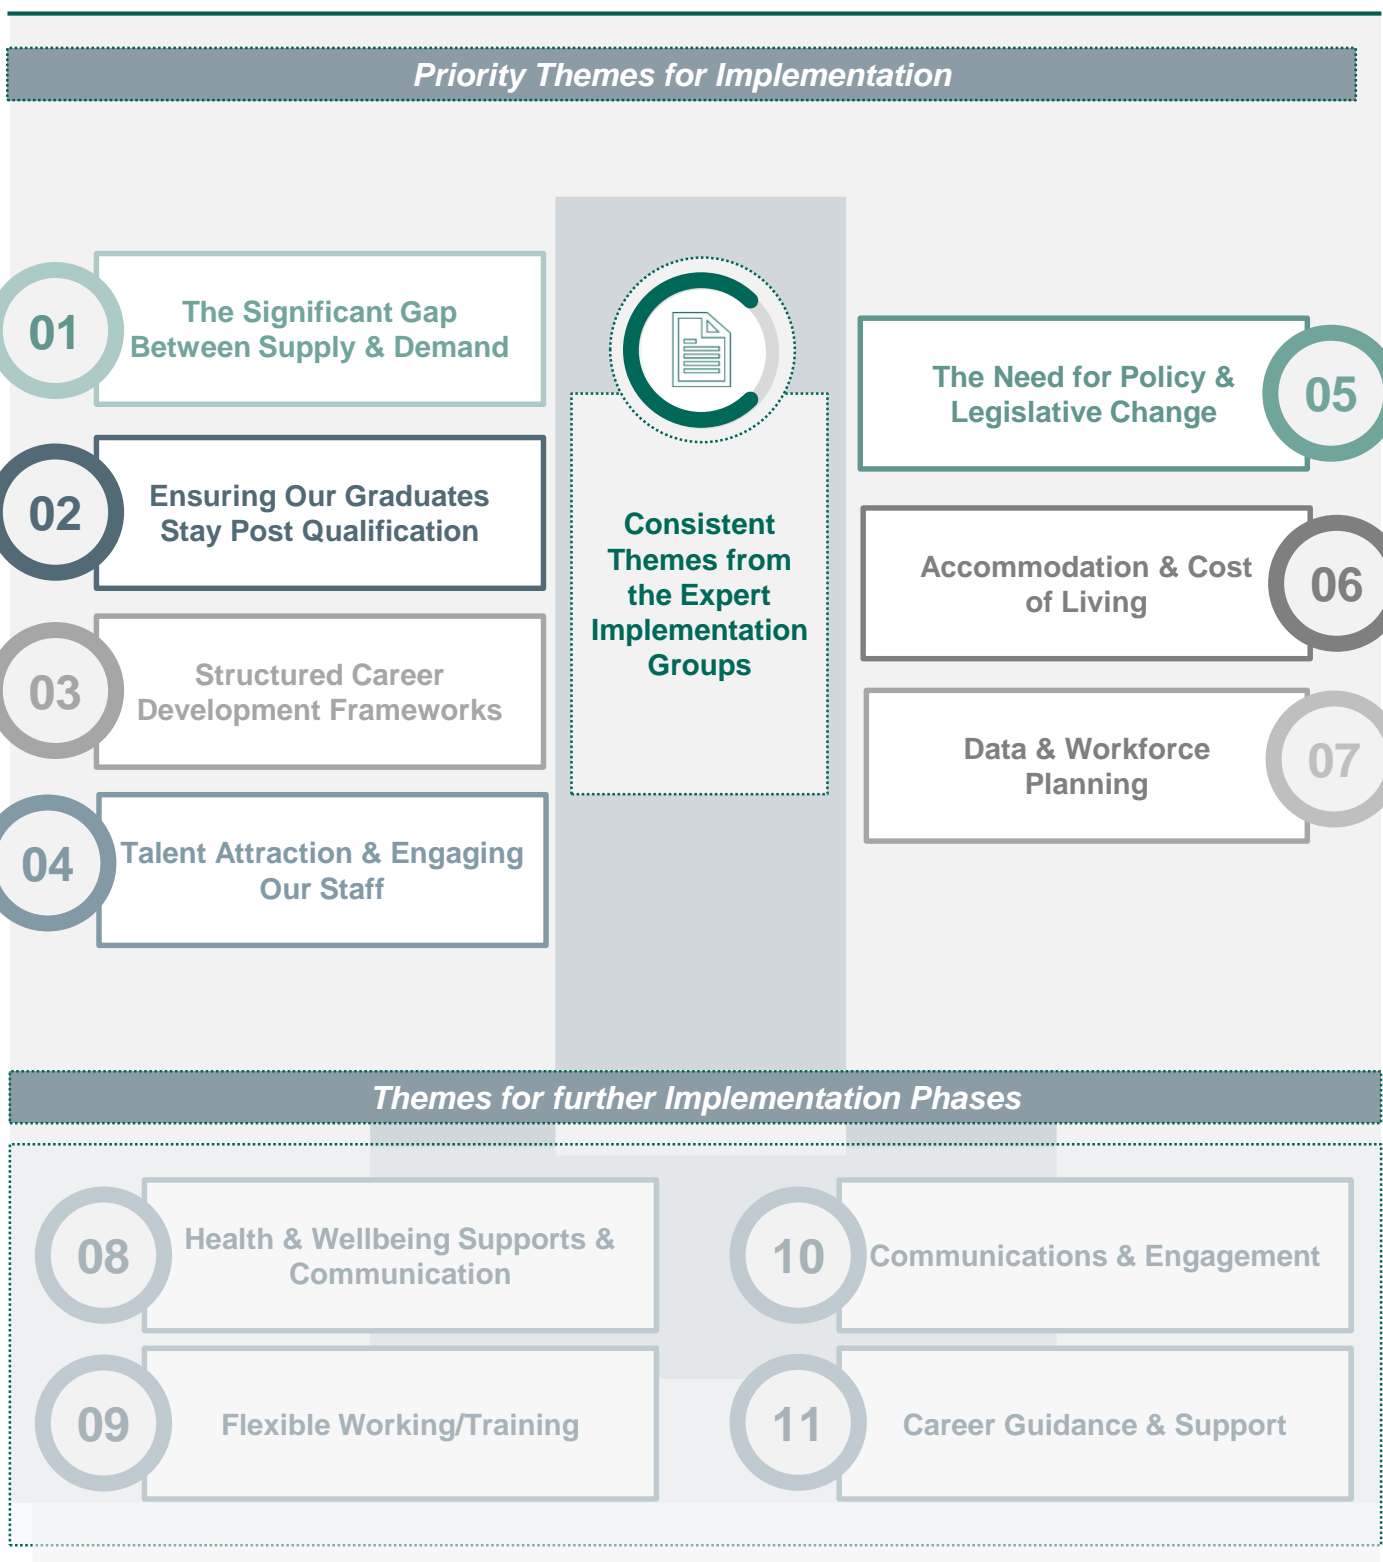 Priority Themes for Implementation
01
The Significant Gap
Between Supply & Demand
02
Ensuring Our Graduates
Stay Post Qualification
03
Structured Career
Development Frameworks
04
Talent Attraction & Engaging
Our Staff
Consistent
Themes from
the Expert
Implementation
Groups
The Need for Policy &
Legislative Change
05
Accommodation & Cost
of Living
06
Data & Workforce
Planning
07
Themes for further Implementation Phases
08
Health & Wellbeing Supports &
Communication
09
Flexible Working/Training
10
Communications & Engagement
11
Career Guidance & Support